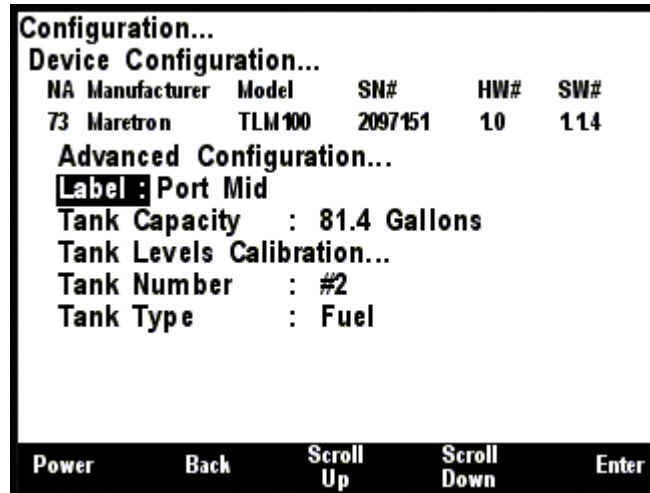 Configuration...
Device Configuration...
NA Manufacturer Model SN# HW# SW#
73 Maretron TLM100 2097151 1.0 1.1.4
Advanced Configuration...
Label : Port Mid
Tank Capacity : 81.4 Gallons
Tank Levels Calibration...
Tank Number : #2
Tank Type : Fuel
Power Back Scroll Up Scroll Down Enter